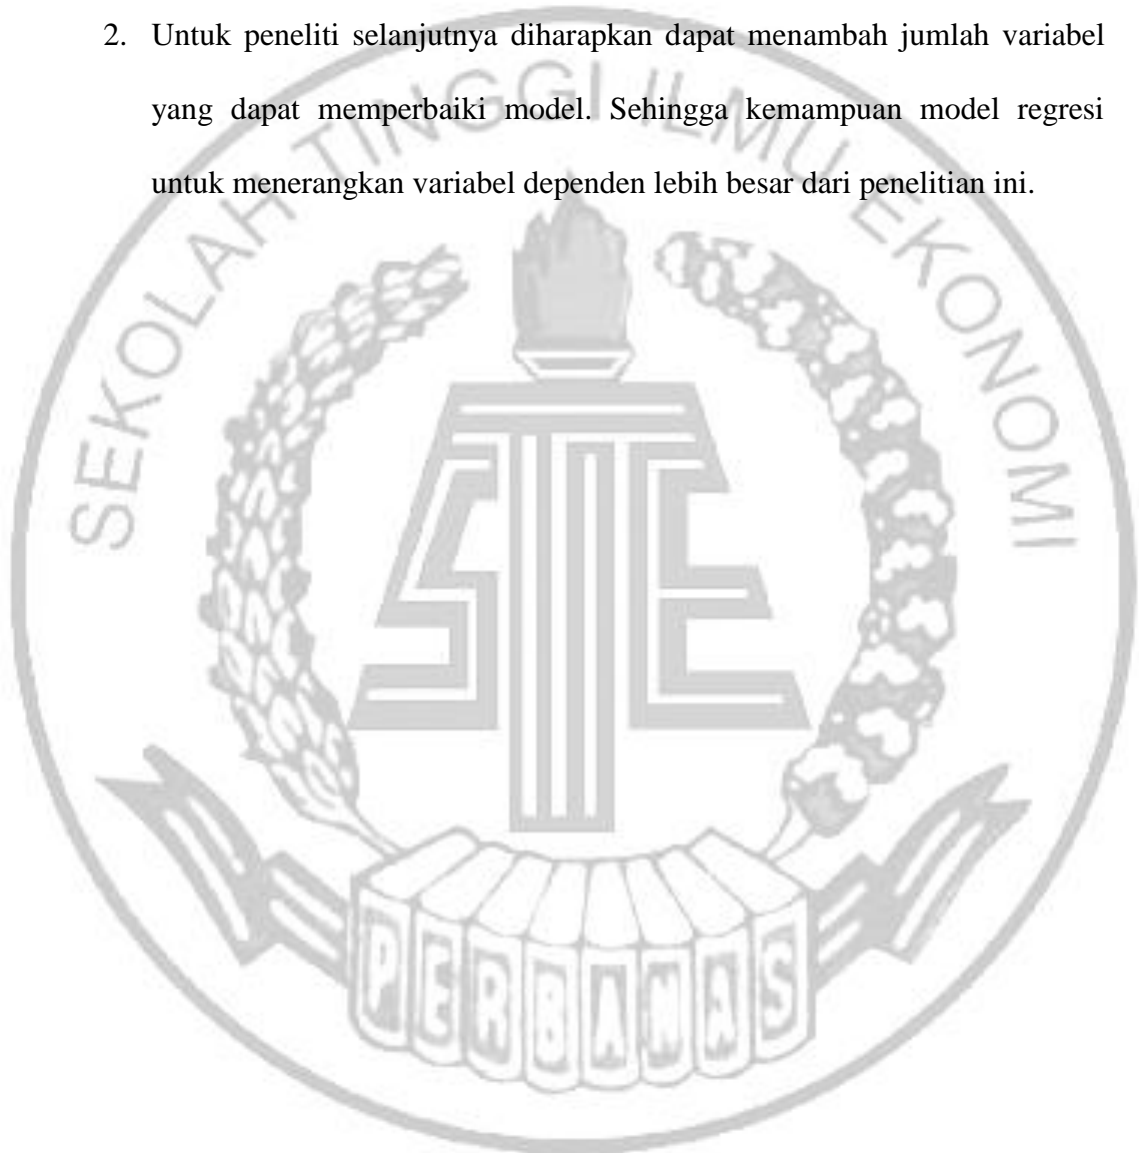 2. Untuk peneliti selanjutnya diharapkan dapat menambah jumlah variabel
yang dapat memperbaiki model. Sehingga kemampuan model regresi
untuk menerangkan variabel dependen lebih besar dari penelitian ini.
SEKOLAH TINGGI ILMU EKONOMI
STIE
PERBANAS